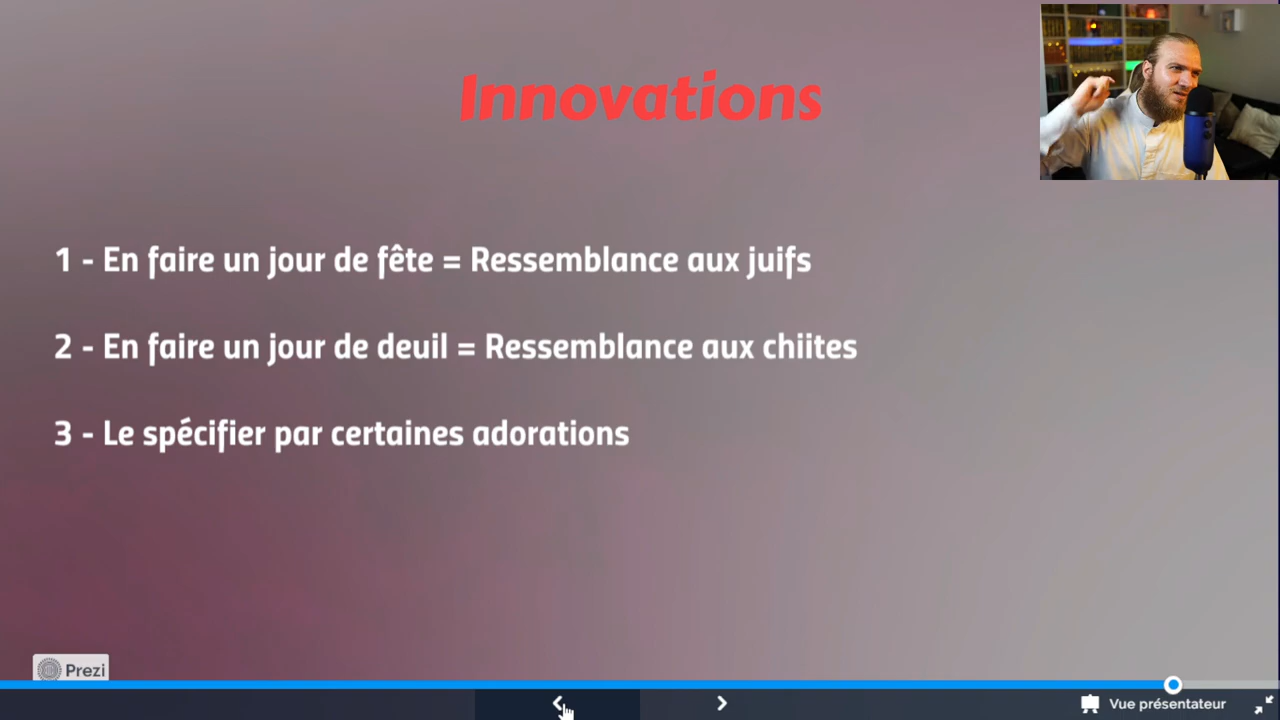 Innovations
1 - En faire un jour de fête = Ressemblance aux juifs
2 - En faire un jour de deuil = Ressemblance aux chiites
3 - Le spécifier par certaines adorations
Prezi
Vue présentateur